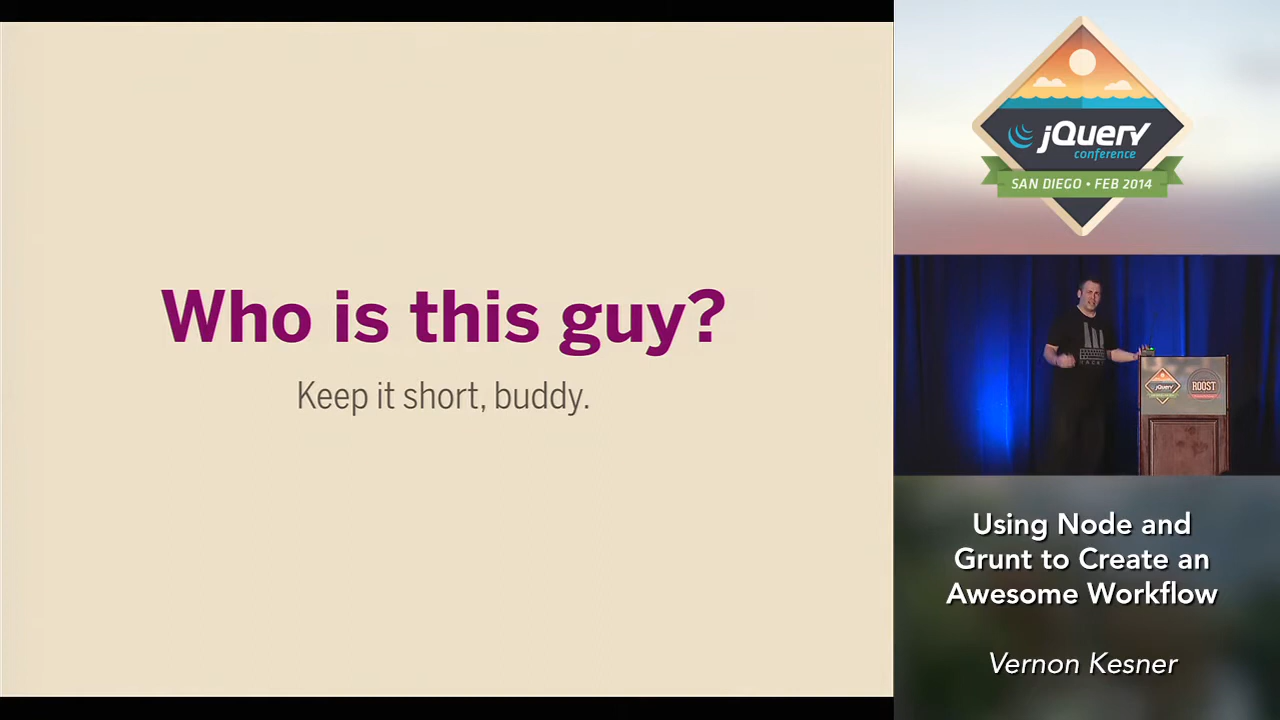 Who is this guy?
Keep it short, buddy.
jQuery
conference
SAN DIEGO • FEB 2014
jQuery
ROOST
Using Node and
Grunt to Create an
Awesome Workflow
Vernon Kesner